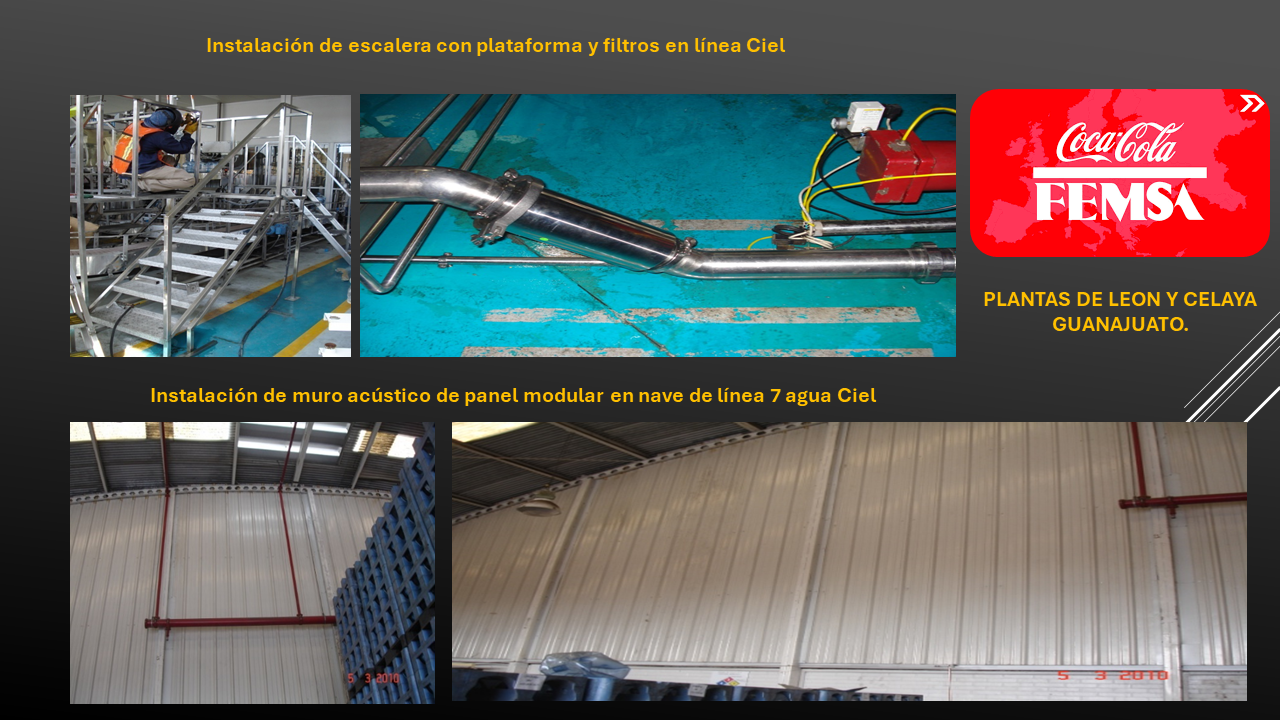 Instalación de escalera con plataforma y filtros en línea Ciel
Coca-Cola
FEMSA
PLANTAS DE LEON Y CELAYA
GUANAJUATO.
Instalación de muro acústico de panel modular en nave de línea 7 agua Ciel
5 3 2010
5 3 2010